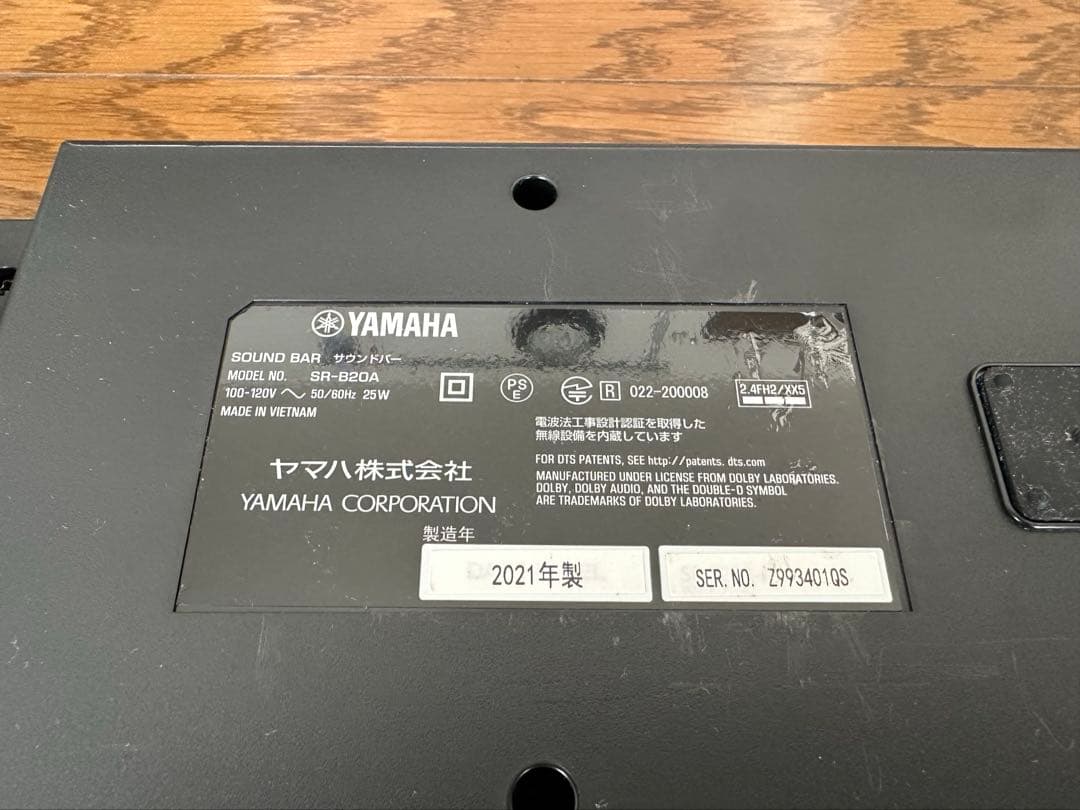 YAMAHA
SOUND BAR サウンドバー
MODEL NO. SR-B20A
100-120V ～ 50/60Hz 25W
MADE IN VIETNAM
PS
E
R 022-200008
2.4FH2/XX5
電波法工事設計認証を取得した
無線設備を内蔵しています
FOR DTS PATENTS, SEE http://patents.dts.com
MANUFACTURED UNDER LICENSE FROM DOLBY LABORATORIES.
DOLBY, DOLBY AUDIO, AND THE DOUBLE-D SYMBOL
ARE TRADEMARKS OF DOLBY LABORATORIES.
ヤマハ株式会社
YAMAHA CORPORATION
製造年
2021年製
SER. NO. Z993401QS